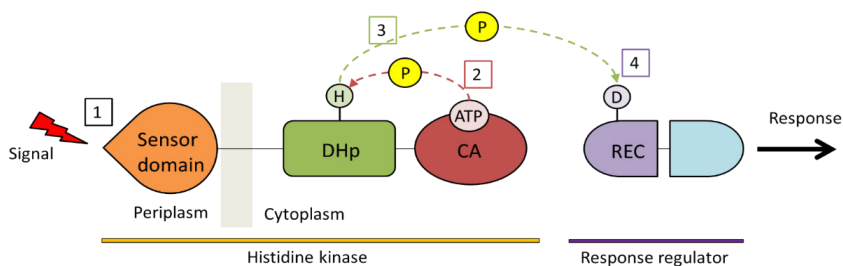 3
P
4
1
P
2
H
D
ATP
Signal
Sensor
domain
DHp
CA
REC
Response
Periplasm
Cytoplasm
Histidine kinase
Response regulator